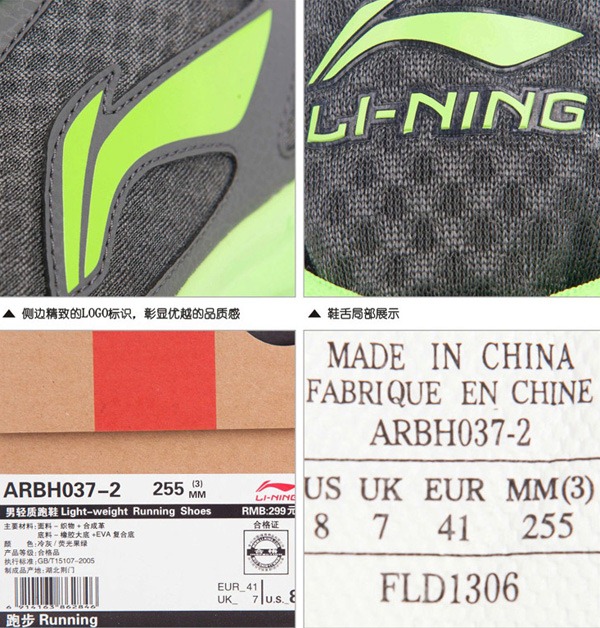 LI-NING
▲ 侧边精致的LOGO标识，彰显优越的品质感
▲ 鞋舌局部展示
ARBH037-2 255 (3) MM
LI-NING
男轻质跑鞋 Light-weight Running Shoes RMB:299元
主要材料：面料－织物＋合成革
底料－橡胶大底＋EVA 复合底
颜 色：冷灰/荧光果绿
产品等级：合格品
执行标准：GB/T15107-2005
制成品产地：湖北荆门
合格证
EUR_41
UK_ 7 U.S._8
6 914163 862846
跑步 Running
MADE IN CHINA
FABRIQUE EN CHINE
ARBH037-2
US UK EUR MM(3)
8 7 41 255
FLD1306